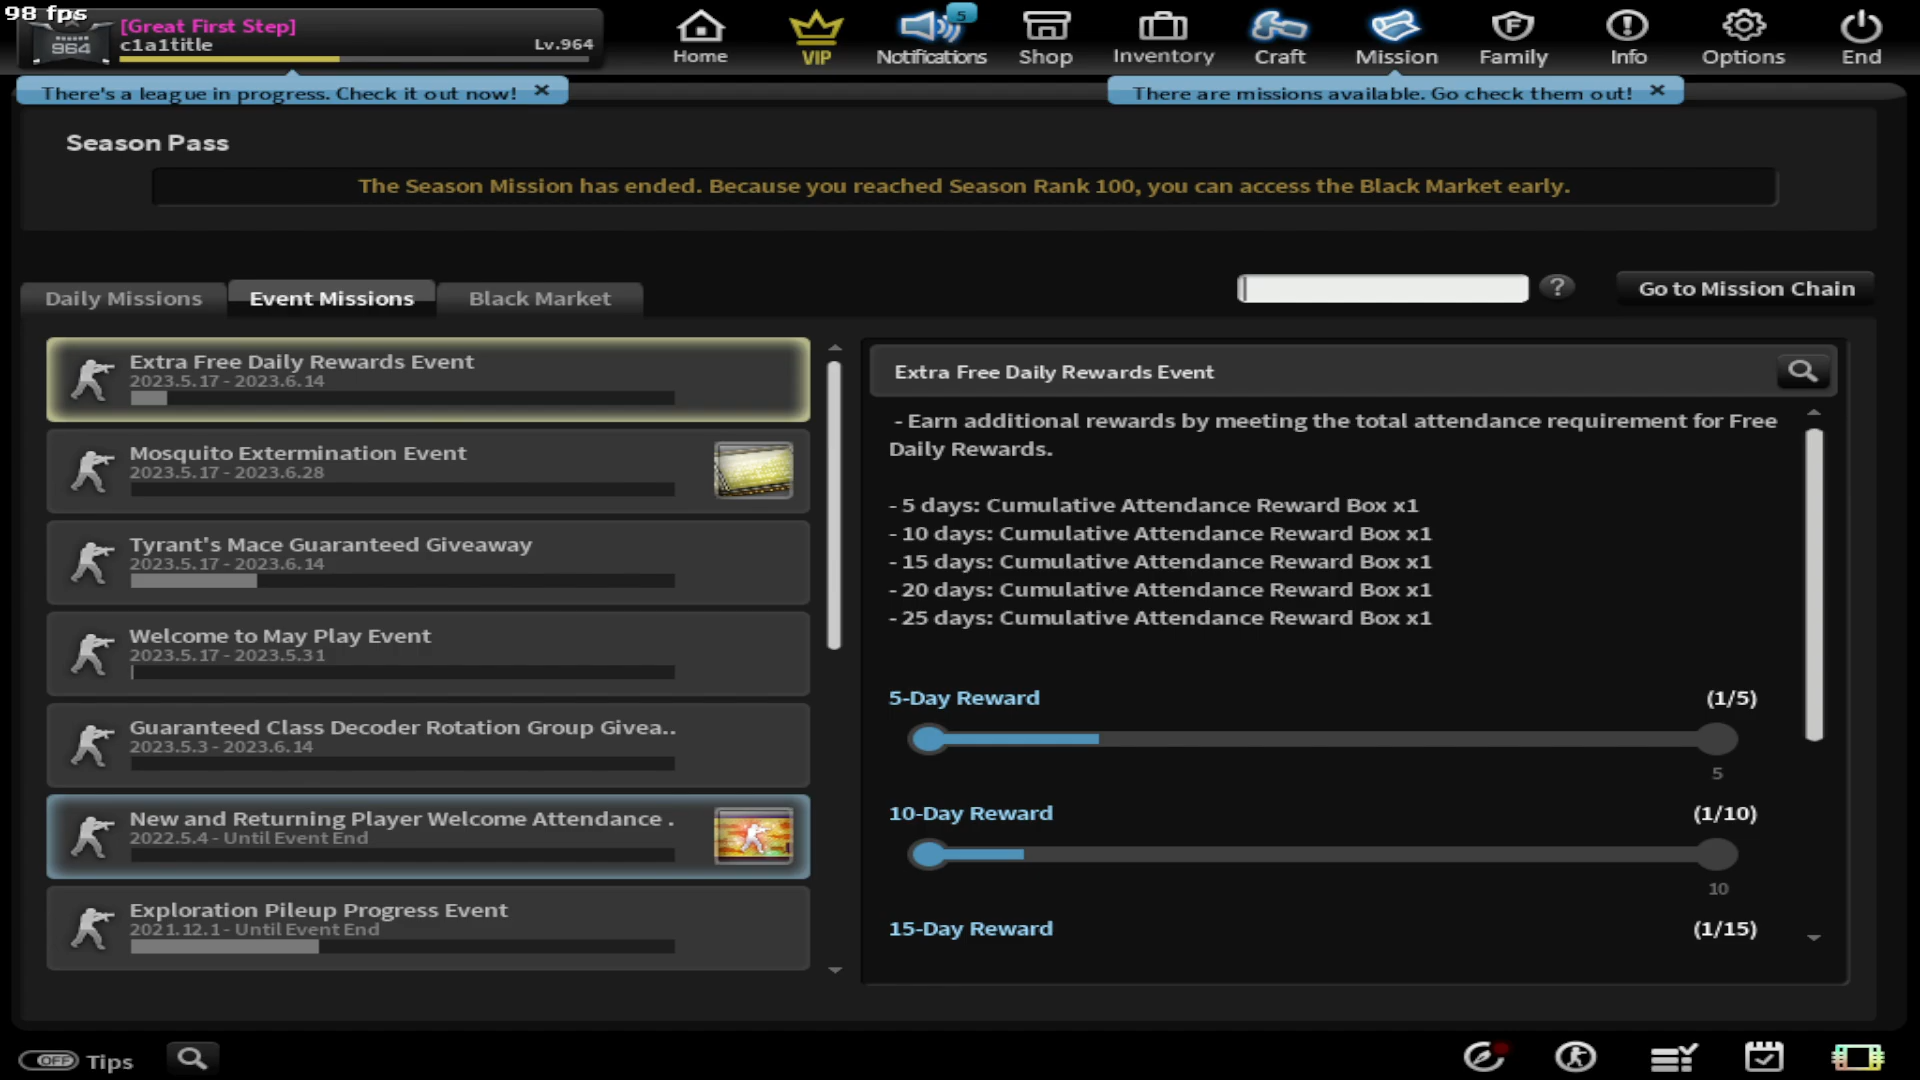 98 fps
[Great First Step]
964
c1a1title
Lv.964
Home
VIP
5
Notifications
Shop
Inventory
Craft
Mission
Family
Info
Options
End
There's a league in progress. Check it out now!
There are missions available. Go check them out!
Season Pass
The Season Mission has ended. Because you reached Season Rank 100, you can access the Black Market early.
Daily Missions
Event Missions
Black Market
?
Go to Mission Chain
Extra Free Daily Rewards Event
2023.5.17 - 2023.6.14
Mosquito Extermination Event
2023.5.17 - 2023.6.28
Tyrant's Mace Guaranteed Giveaway
2023.5.17 - 2023.6.14
Welcome to May Play Event
2023.5.17 - 2023.5.31
Guaranteed Class Decoder Rotation Group Givea..
2023.5.3 - 2023.6.14
New and Returning Player Welcome Attendance .
2022.5.4 - Until Event End
Exploration Pileup Progress Event
2021.12.1 - Until Event End
Extra Free Daily Rewards Event
- Earn additional rewards by meeting the total attendance requirement for Free
Daily Rewards.
- 5 days: Cumulative Attendance Reward Box x1
- 10 days: Cumulative Attendance Reward Box x1
- 15 days: Cumulative Attendance Reward Box x1
- 20 days: Cumulative Attendance Reward Box x1
- 25 days: Cumulative Attendance Reward Box x1
5-Day Reward (1/5)
5
10-Day Reward (1/10)
10
15-Day Reward (1/15)
OFF Tips